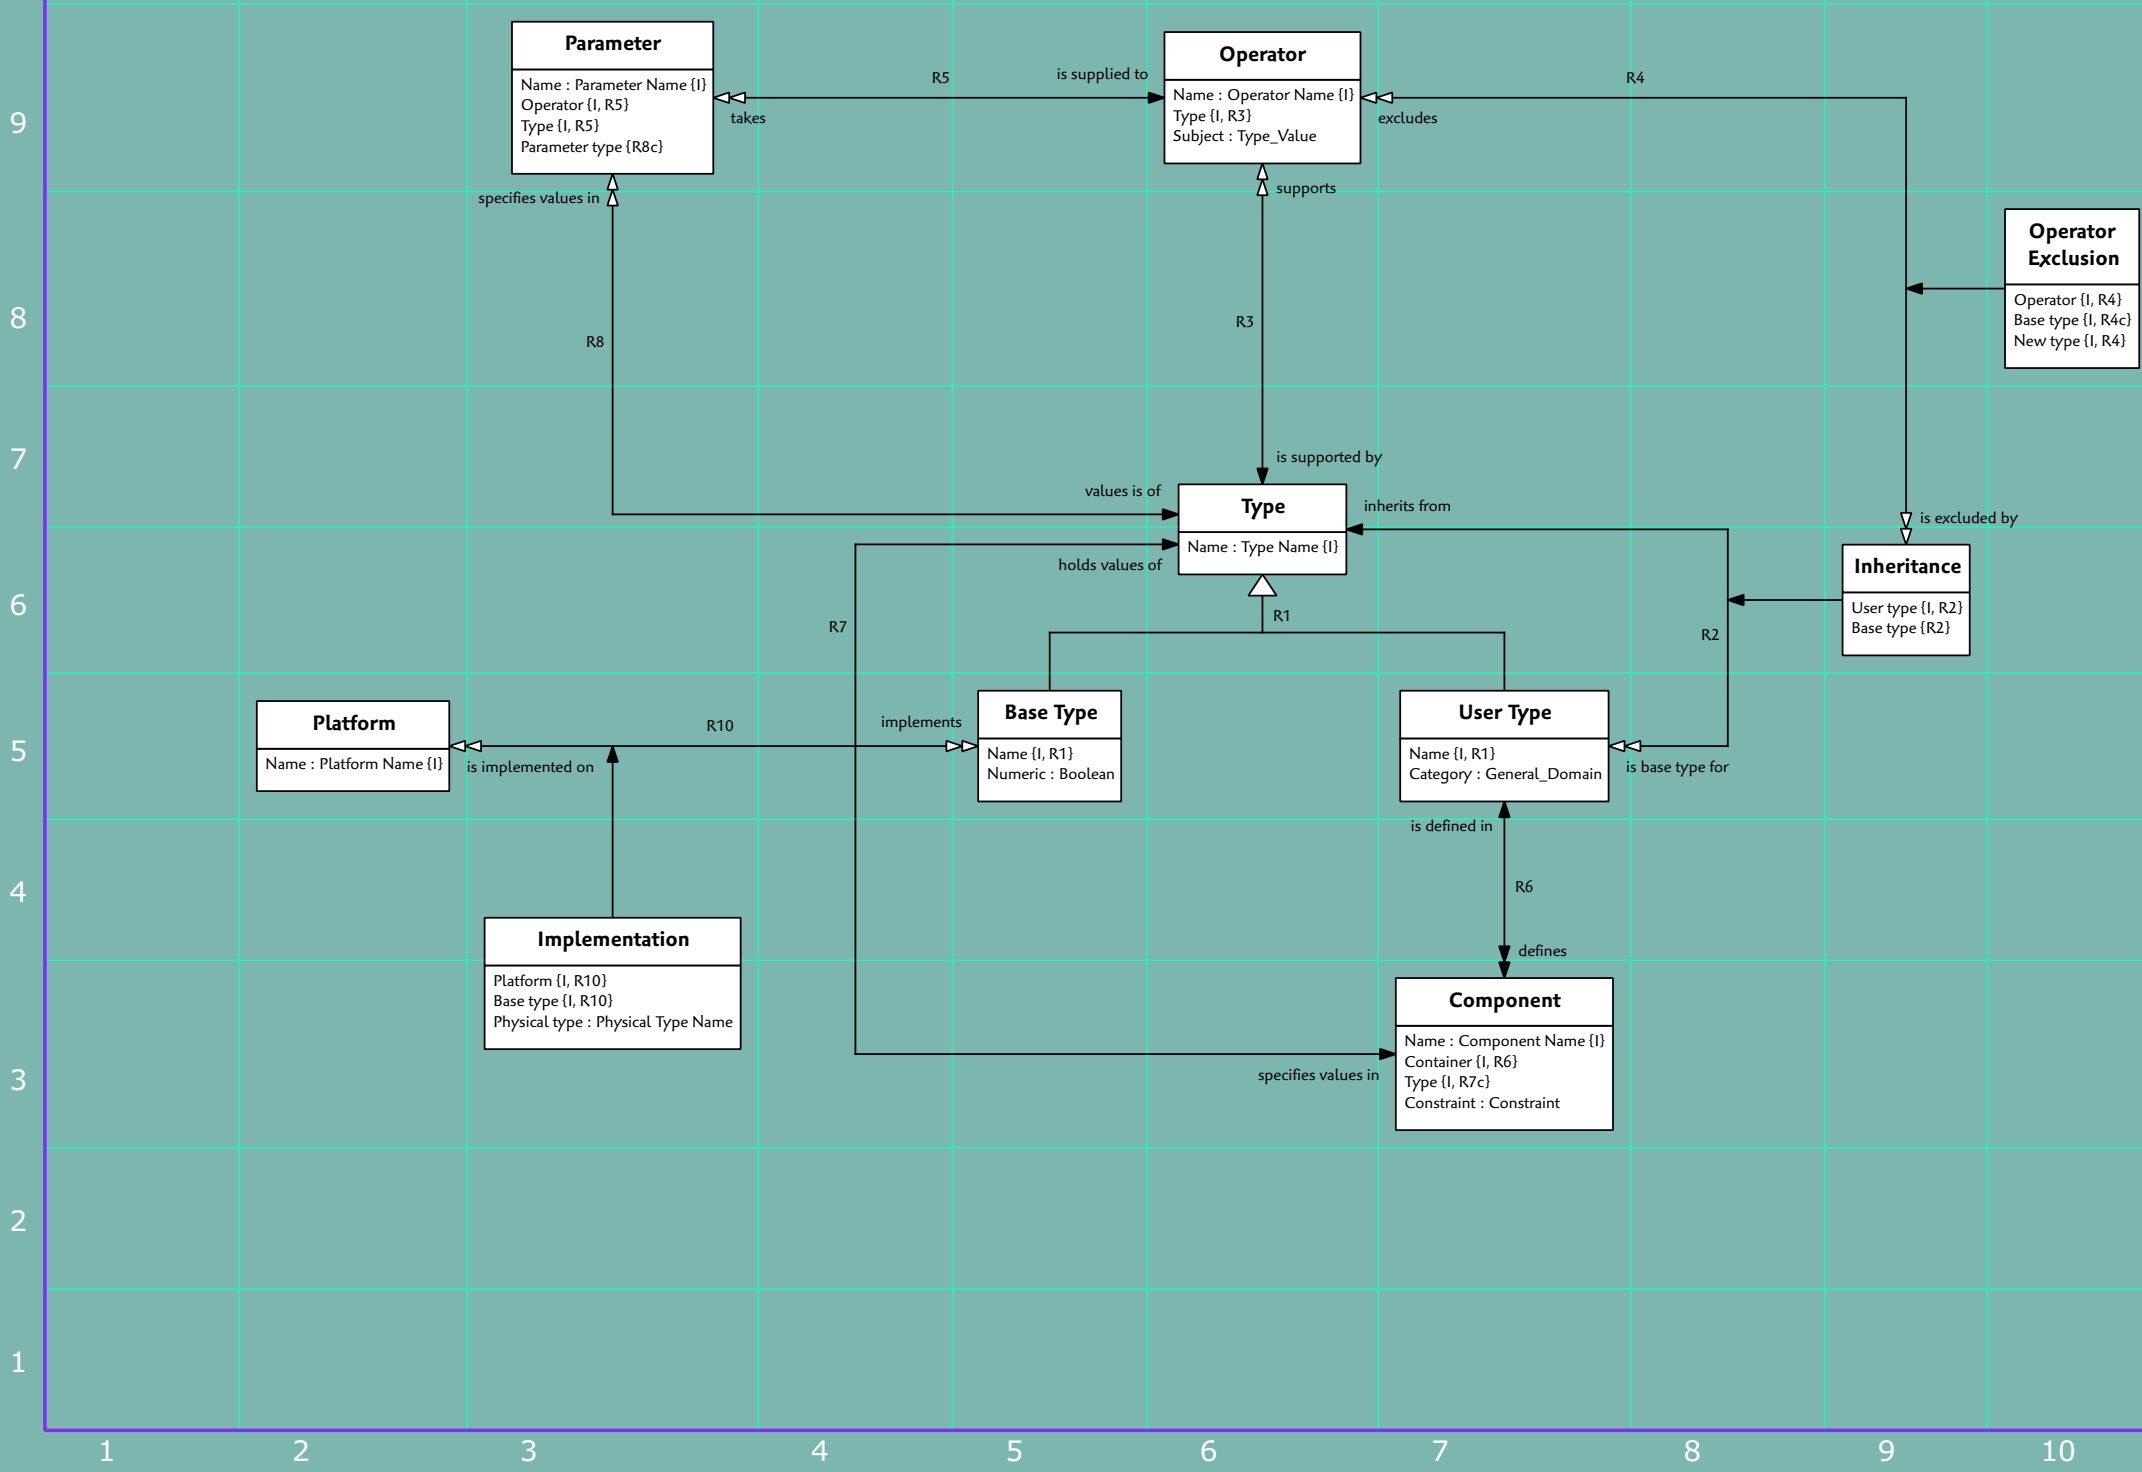 Parameter
Name : Parameter Name {I}
Operator {I, R5}
Type {I, R5}
Parameter type {R8c}
R5
is supplied to
takes
Operator
Name : Operator Name {I}
Type {I, R3}
Subject : Type_Value
R4
excludes
9
specifies values in
supports
Operator
Exclusion
Operator {I, R4}
Base type {I, R4c}
New type {I, R4}
8
R8
R3
7
is supported by
values is of
Type
Name : Type Name {I}
inherits from
is excluded by
holds values of
Inheritance
User type {I, R2}
Base type {R2}
6
R7
R1
R2
Platform
Name : Platform Name {I}
R10
implements
is implemented on
Base Type
Name {I, R1}
Numeric : Boolean
User Type
Name {I, R1}
Category : General_Domain
is base type for
5
is defined in
4
R6
Implementation
Platform {I, R10}
Base type {I, R10}
Physical type : Physical Type Name
defines
Component
Name : Component Name {I}
Container {I, R6}
Type {I, R7c}
Constraint : Constraint
specifies values in
3
2
1
1 2 3 4 5 6 7 8 9 10